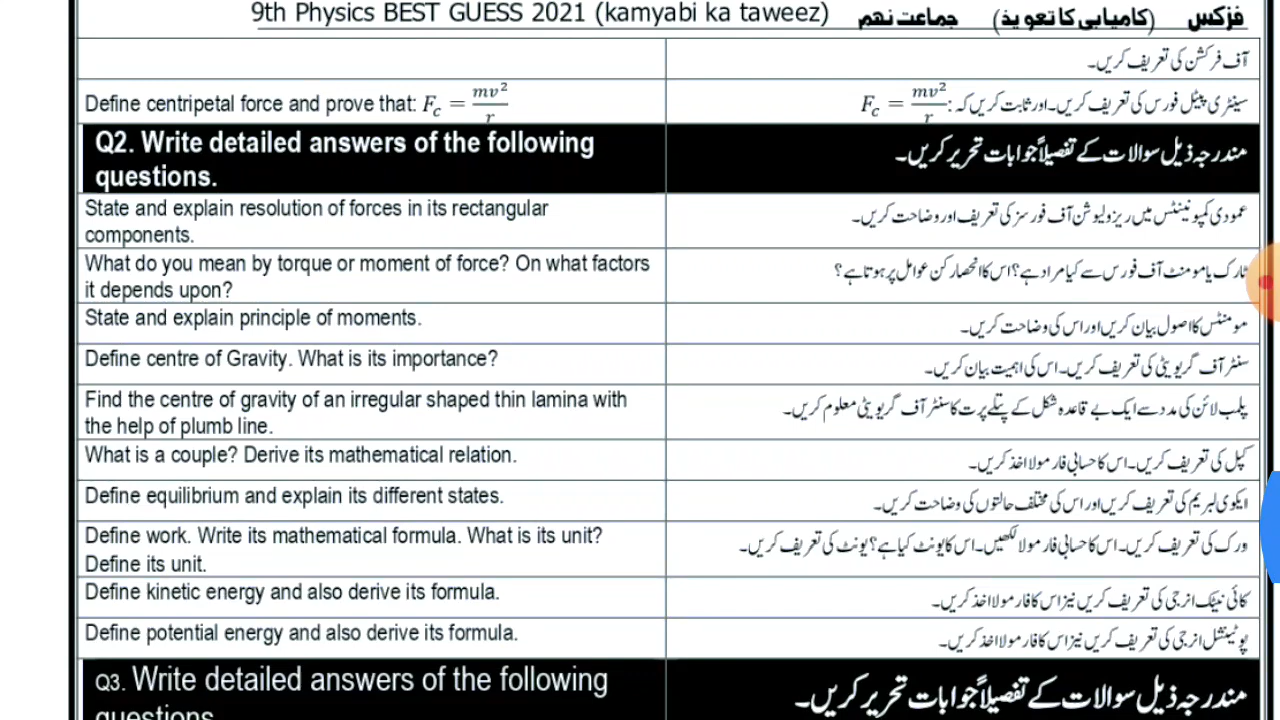 9th Physics BEST GUESS 2021 (kamyabi ka taweez) فزکس (کامیابی کا تعویذ) جماعت نہم
آف فرکشن کی تعریف کریں۔
Define centripetal force and prove that: F_c = mv²/r
سینٹری پیٹل فورس کی تعریف کریں۔ اور ثابت کریں کہ: F_c = mv²/r
Q2. Write detailed answers of the following
questions.
مندرجہ ذیل سوالات کے تفصیلاً جوابات تحریر کریں۔
State and explain resolution of forces in its rectangular
components.
عمودی کمپونینٹس میں ریزولیوشن آف فورسز کی تعریف اور وضاحت کریں۔
What do you mean by torque or moment of force? On what factors
it depends upon?
ٹارک یا مومنٹ آف فورس سے کیا مراد ہے؟ اس کا انحصار کن عوامل پر ہوتا ہے؟
State and explain principle of moments.
مومنٹس کا اصول بیان کریں اور اس کی وضاحت کریں۔
Define centre of Gravity. What is its importance?
سنٹر آف گریویٹی کی تعریف کریں۔ اس کی اہمیت بیان کریں۔
Find the centre of gravity of an irregular shaped thin lamina with
the help of plumb line.
پلمب لائن کی مدد سے ایک بے قاعدہ شکل کے پتلے پرت کا سنٹر آف گریویٹی معلوم کریں۔
What is a couple? Derive its mathematical relation.
کپل کی تعریف کریں۔ اس کا حسابی فارمولا اخذ کریں۔
Define equilibrium and explain its different states.
ایکوی لبریم کی تعریف کریں اور اس کی مختلف حالتوں کی وضاحت کریں۔
Define work. Write its mathematical formula. What is its unit?
Define its unit.
ورک کی تعریف کریں۔ اس کا حسابی فارمولا لکھیں۔ اس کا یونٹ کیا ہے؟ یونٹ کی تعریف کریں۔
Define kinetic energy and also derive its formula.
کائی نیٹک انرجی کی تعریف کریں نیز اس کا فارمولا اخذ کریں۔
Define potential energy and also derive its formula.
پوٹینشل انرجی کی تعریف کریں نیز اس کا فارمولا اخذ کریں۔
Q3. Write detailed answers of the following
questions
مندرجہ ذیل سوالات کے تفصیلاً جوابات تحریر کریں۔